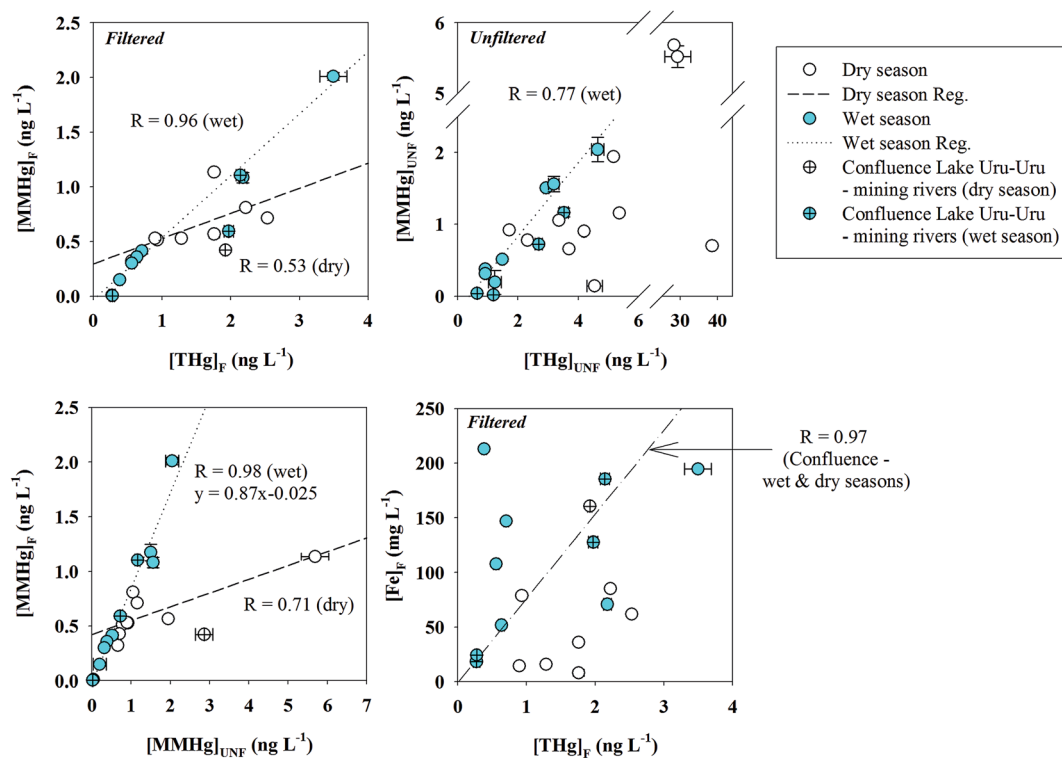 Filtered
[MMHg]F (ng L-1)
2.5
2.0
1.5
1.0
0.5
0.0
R = 0.96 (wet)
R = 0.53 (dry)
0 1 2 3 4
[THg]F (ng L-1)
Unfiltered
[MMHg]UNF (ng L-1)
6
5
2
1
0
R = 0.77 (wet)
0 2 4 6 30 40
[THg]UNF (ng L-1)
Dry season
Dry season Reg.
Wet season
Wet season Reg.
Confluence Lake Uru-Uru
- mining rivers (dry season)
Confluence Lake Uru-Uru
- mining rivers (wet season)
[MMHg]F (ng L-1)
2.5
2.0
1.5
1.0
0.5
0.0
R = 0.98 (wet)
y = 0.87x-0.025
R = 0.71 (dry)
0 1 2 3 4 5 6 7
[MMHg]UNF (ng L-1)
Filtered
[Fe]F (mg L-1)
250
200
150
100
50
0
0 1 2 3 4
[THg]F (ng L-1)
R = 0.97
(Confluence -
wet & dry seasons)